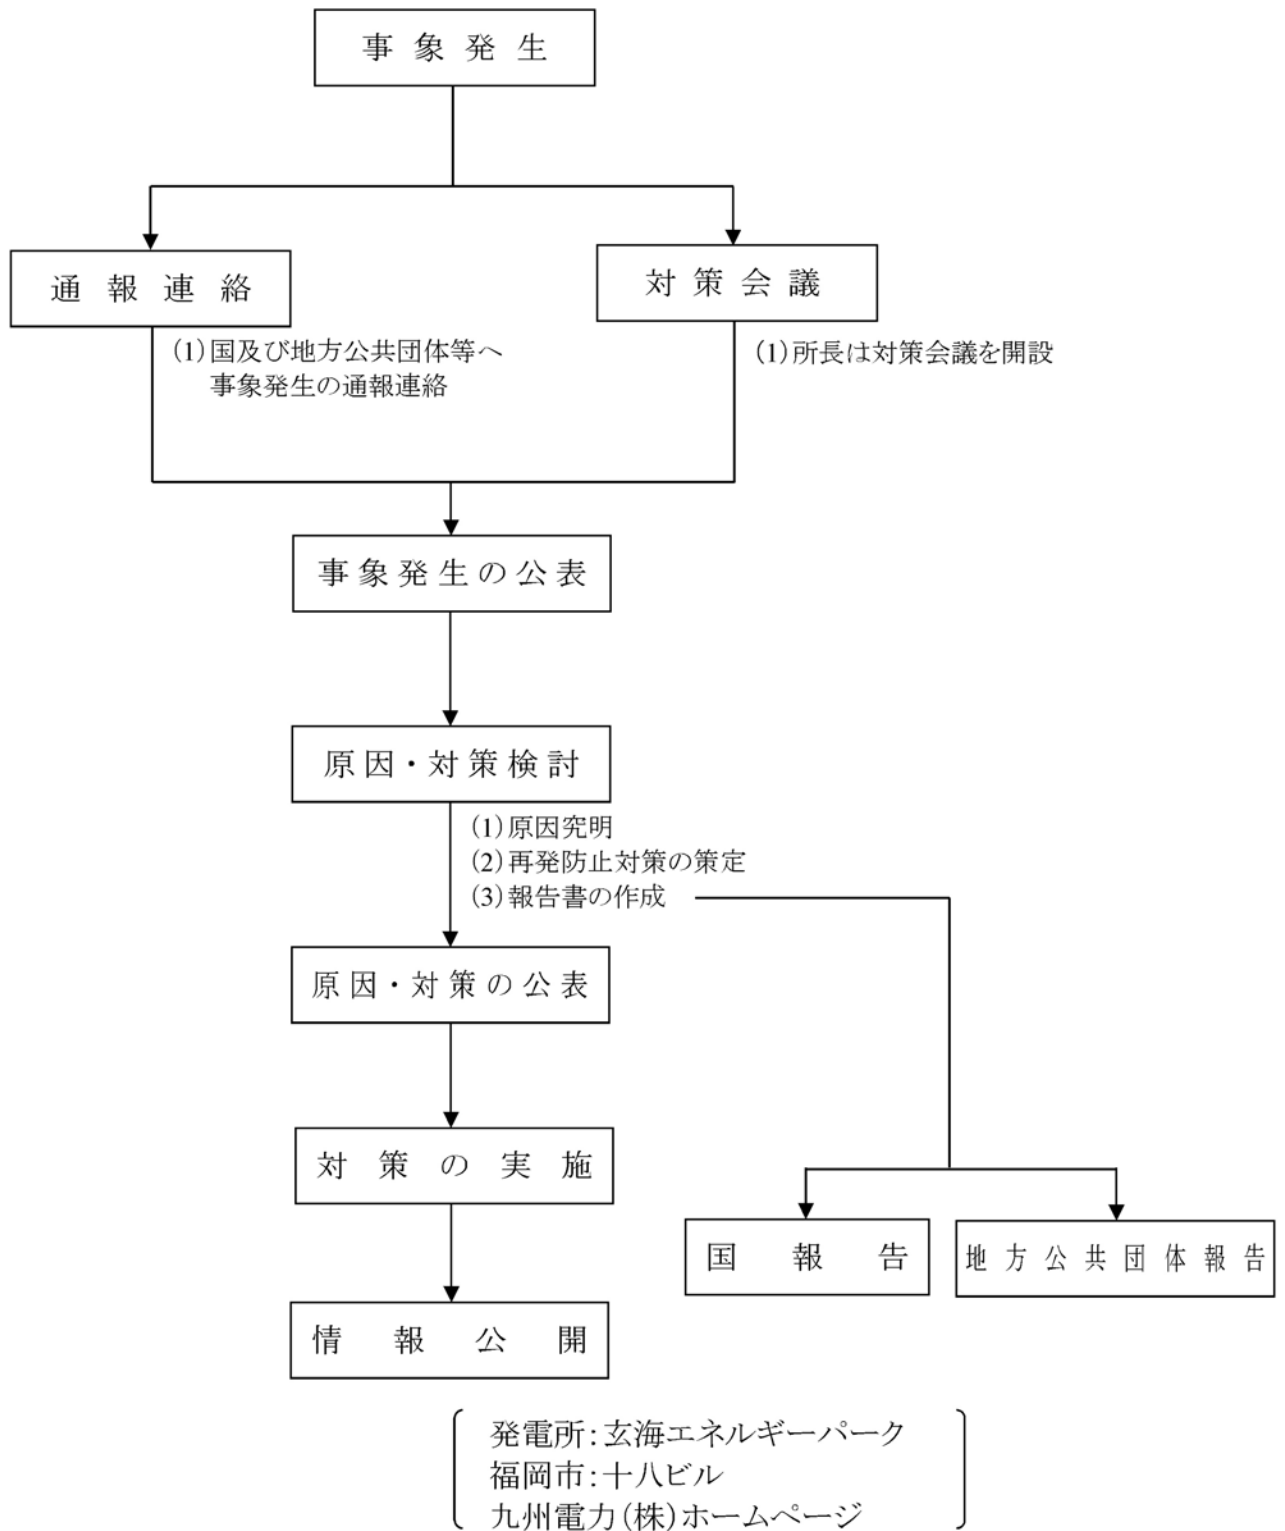 事象発生
通報連絡
対策会議
(1)国及び地方公共団体等へ
事象発生の通報連絡
(1)所長は対策会議を開設
事象発生の公表
原因・対策検討
(1)原因究明
(2)再発防止対策の策定
(3)報告書の作成
原因・対策の公表
対策の実施
国報告
地方公共団体報告
情報公開
発電所:玄海エネルギーパーク
福岡市:十八ビル
九州電力(株)ホームページ